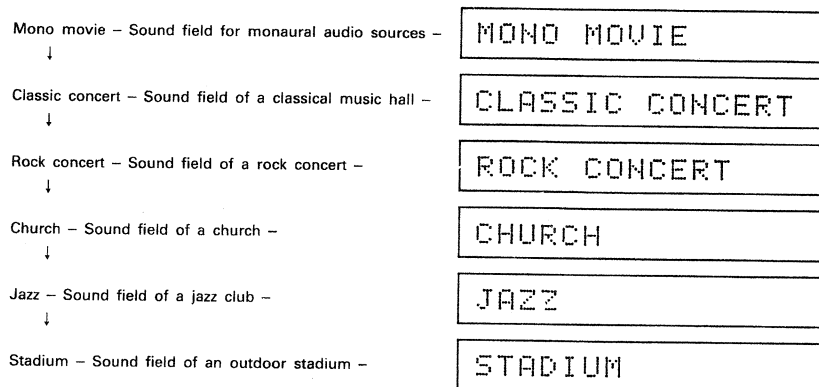 Mono movie – Sound field for monaural audio sources – MONO MOVIE
↓
Classic concert – Sound field of a classical music hall – CLASSIC CONCERT
↓
Rock concert – Sound field of a rock concert – ROCK CONCERT
↓
Church – Sound field of a church – CHURCH
↓
Jazz – Sound field of a jazz club – JAZZ
↓
Stadium – Sound field of an outdoor stadium – STADIUM